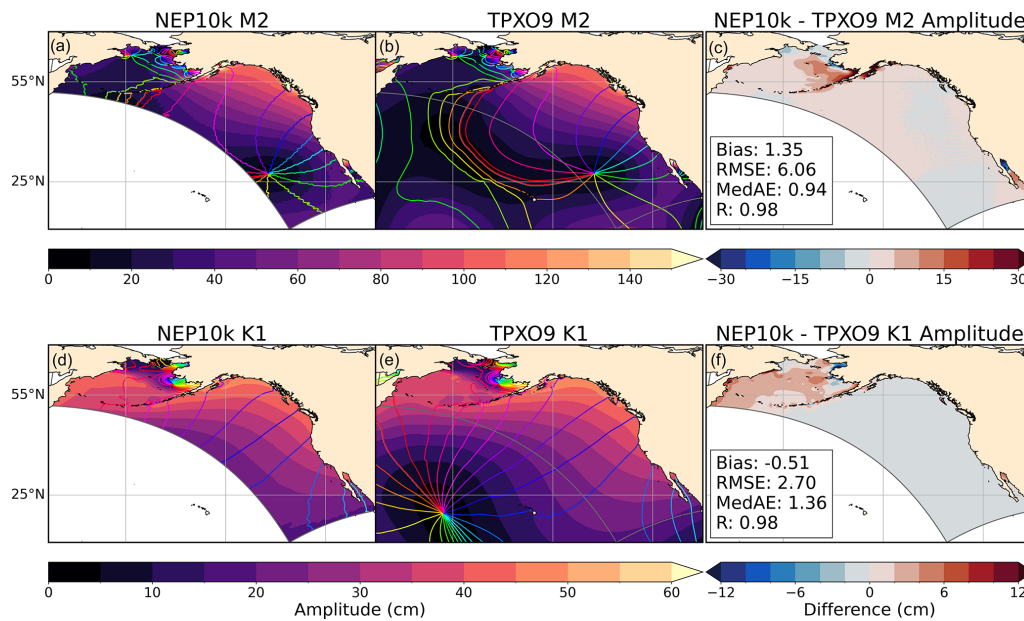 NEP10k M2
TPXO9 M2
NEP10k - TPXO9 M2 Amplitude
(a)
(b)
(c)
55°N
25°N
Bias: 1.35
RMSE: 6.06
MedAE: 0.94
R: 0.98
0 20 40 60 80 100 120 140
−30 −15 0 15 30
NEP10k K1
TPXO9 K1
NEP10k - TPXO9 K1 Amplitude
(d)
(e)
(f)
55°N
25°N
Bias: -0.51
RMSE: 2.70
MedAE: 1.36
R: 0.98
0 10 20 30 40 50 60
−12 −6 0 6 12
Amplitude (cm)
Difference (cm)